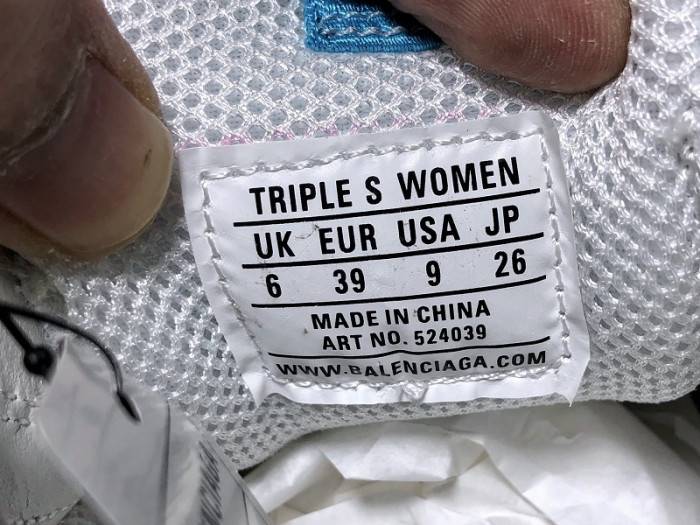 TRIPLE S WOMEN
UK EUR USA JP
6 39 9 26
MADE IN CHINA
ART NO. 524039
WWW.BALENCIAGA.COM